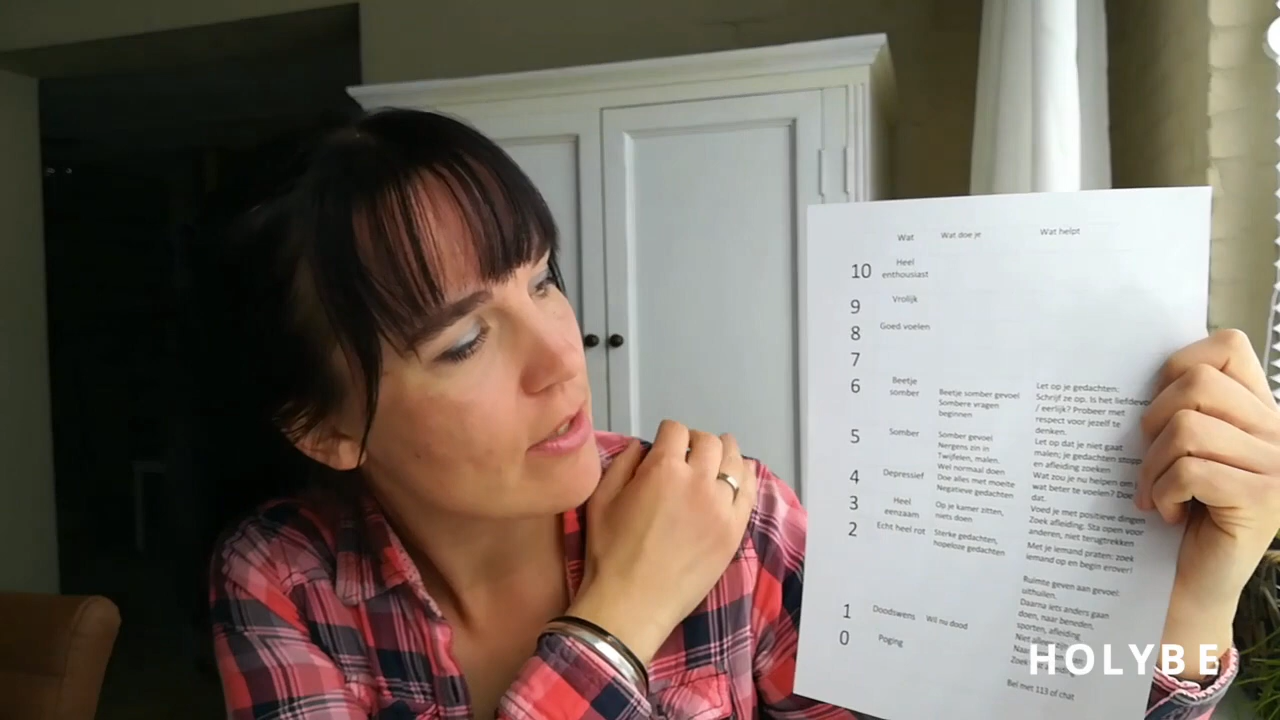 Wat Wat doe je Wat helpt
10 Heel
enthousiast
9 Vrolijk
8 Goed voelen
7
6 Beetje
somber
Beetje somber gevoel
Sombere vragen
beginnen
Let op je gedachten:
Schrijf ze op. Is het liefdevo
/ eerlijk? Probeer met
respect voor jezelf te
denken.
5 Somber
Somber gevoel
Nergens zin in
Twijfelen, malen.
Let op dat je niet gaat
malen; je gedachten stopp
en afleiding zoeken
4 Depressief
Wel normaal doen
Doe alles met moeite
Negatieve gedachten
Wat zou je nu helpen om
wat beter te voelen? Doe
dat.
3 Heel
eenzaam
Op je kamer zitten,
niets doen
Voed je met positieve dingen
Zoek afleiding. Sta open voor
anderen, niet terugtrekken
2 Echt heel rot
Sterke gedachten,
hopeloze gedachten
Met je iemand praten; zoek
iemand op en begin erover!
Ruimte geven aan gevoel:
uithuilen.
Daarna iets anders gaan
doen, naar beneden,
sporten, afleiding
1 Doodswens Wil nu dood
Niet
0 Poging
Zoek
Bel met 113 of chat
HOLYBE